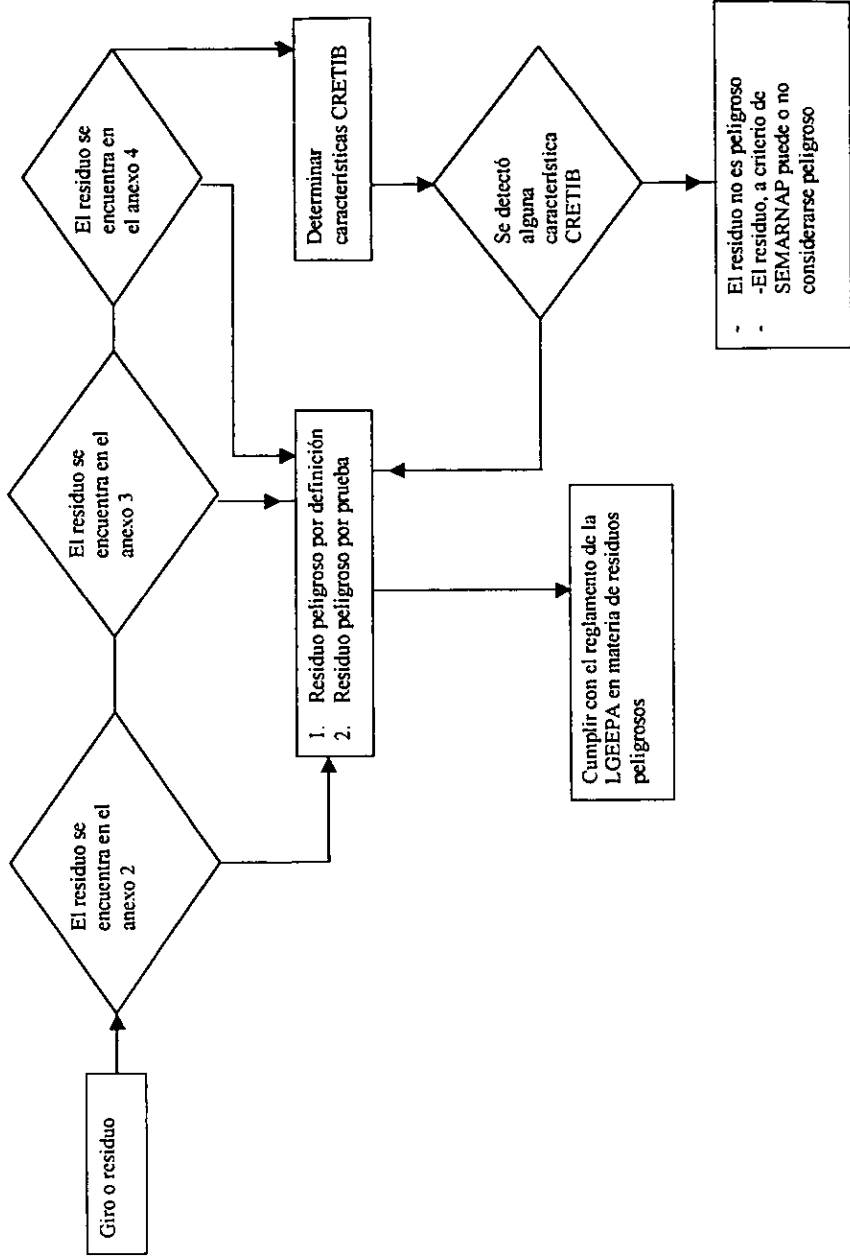 Giro o residuo
El residuo se
encuentra en el
anexo 2
El residuo se
encuentra en el
anexo 3
El residuo se
encuentra en
el anexo 4
1. Residuo peligroso por definición
2. Residuo peligroso por prueba
Determinar
características CRETIB
Se detectó
alguna
característica
CRETIB
Cumplir con el reglamento de la
LGEEPA en materia de residuos
peligrosos
- El residuo no es peligroso
- -El residuo, a criterio de
SEMARNAP puede o no
considerarse peligroso